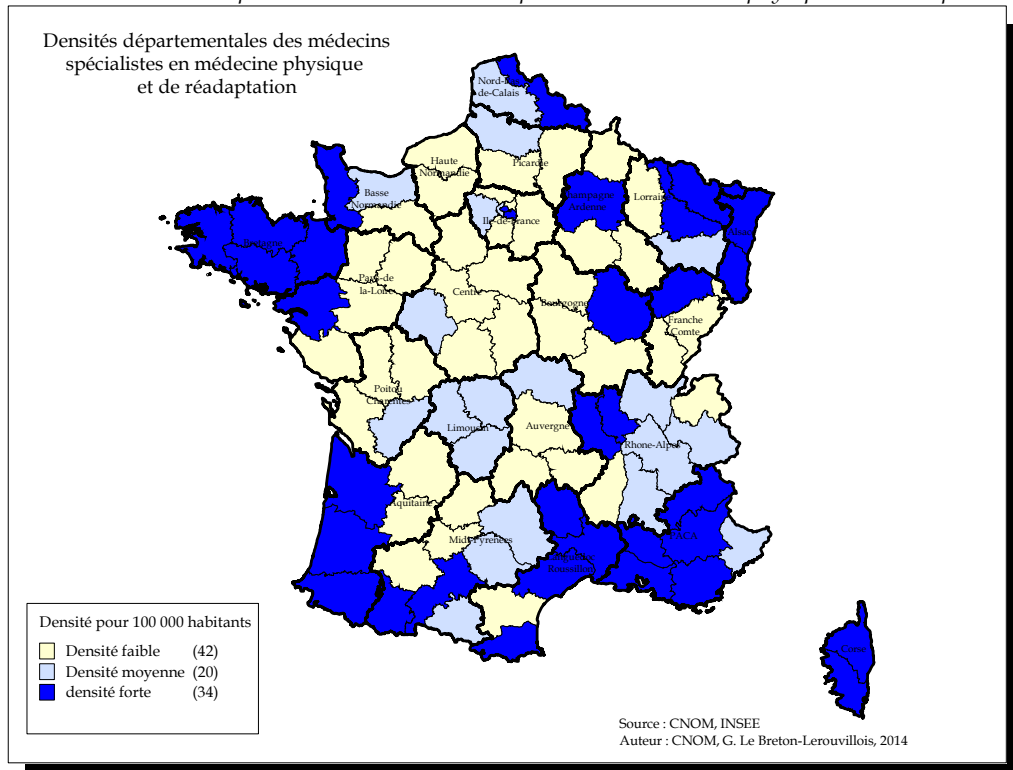 Densités départementales des médecins
spécialistes en médecine physique
et de réadaptation
Nord-Pas
de-Calais
Haute
Normandie
Picardie
Basse
Normandie
Ile-de-France
Champagne
Ardenne
Lorraine
Alsace
Bretagne
Pays-de
la-Loire
Centre
Bourgogne
Franche
Comte
Poitou
Charentes
Limousin
Auvergne
Rhone-Alpes
Aquitaine
Midi-Pyrenees
Languedoc
Roussillon
PACA
Corse
Densité pour 100 000 habitants
Densité faible (42)
Densité moyenne (20)
densité forte (34)
Source : CNOM, INSEE
Auteur : CNOM, G. Le Breton-Lerouvillois, 2014